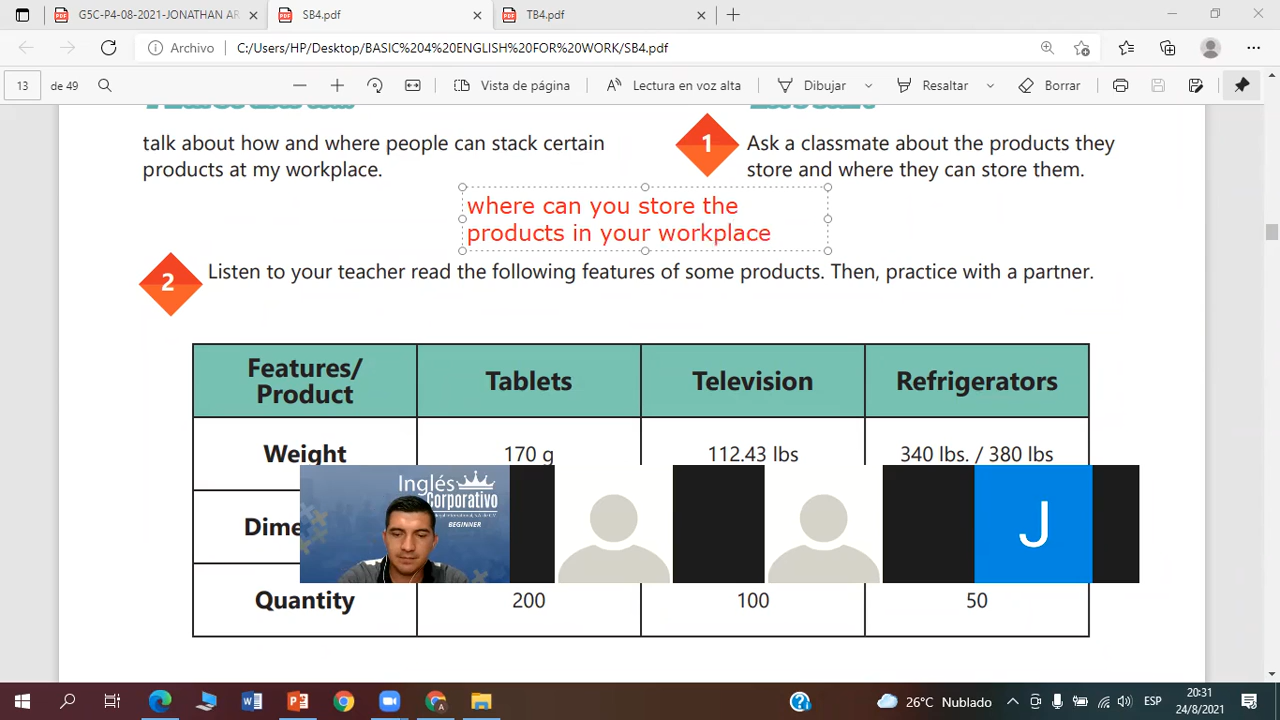 G5C-P4-08-2021-JONATHAN AR
SB4.pdf
TB4.pdf
Archivo
C:/Users/HP/Desktop/BASIC%204%20ENGLISH%20FOR%20WORK/SB4.pdf
13
de 49
Vista de página
Lectura en voz alta
Dibujar
Resaltar
Borrar
talk about how and where people can stack certain
products at my workplace.
1
Ask a classmate about the products they
store and where they can store them.
where can you store the
products in your workplace
2
Listen to your teacher read the following features of some products. Then, practice with a partner.
Features/
Product
Tablets
Television
Refrigerators
Weight
170 g
112.43 lbs
340 lbs. / 380 lbs
Dime
Inglés
Corporativo
BEGINNER
J
Quantity
200
100
50
26°C
Nublado
ESP
20:31
24/8/2021